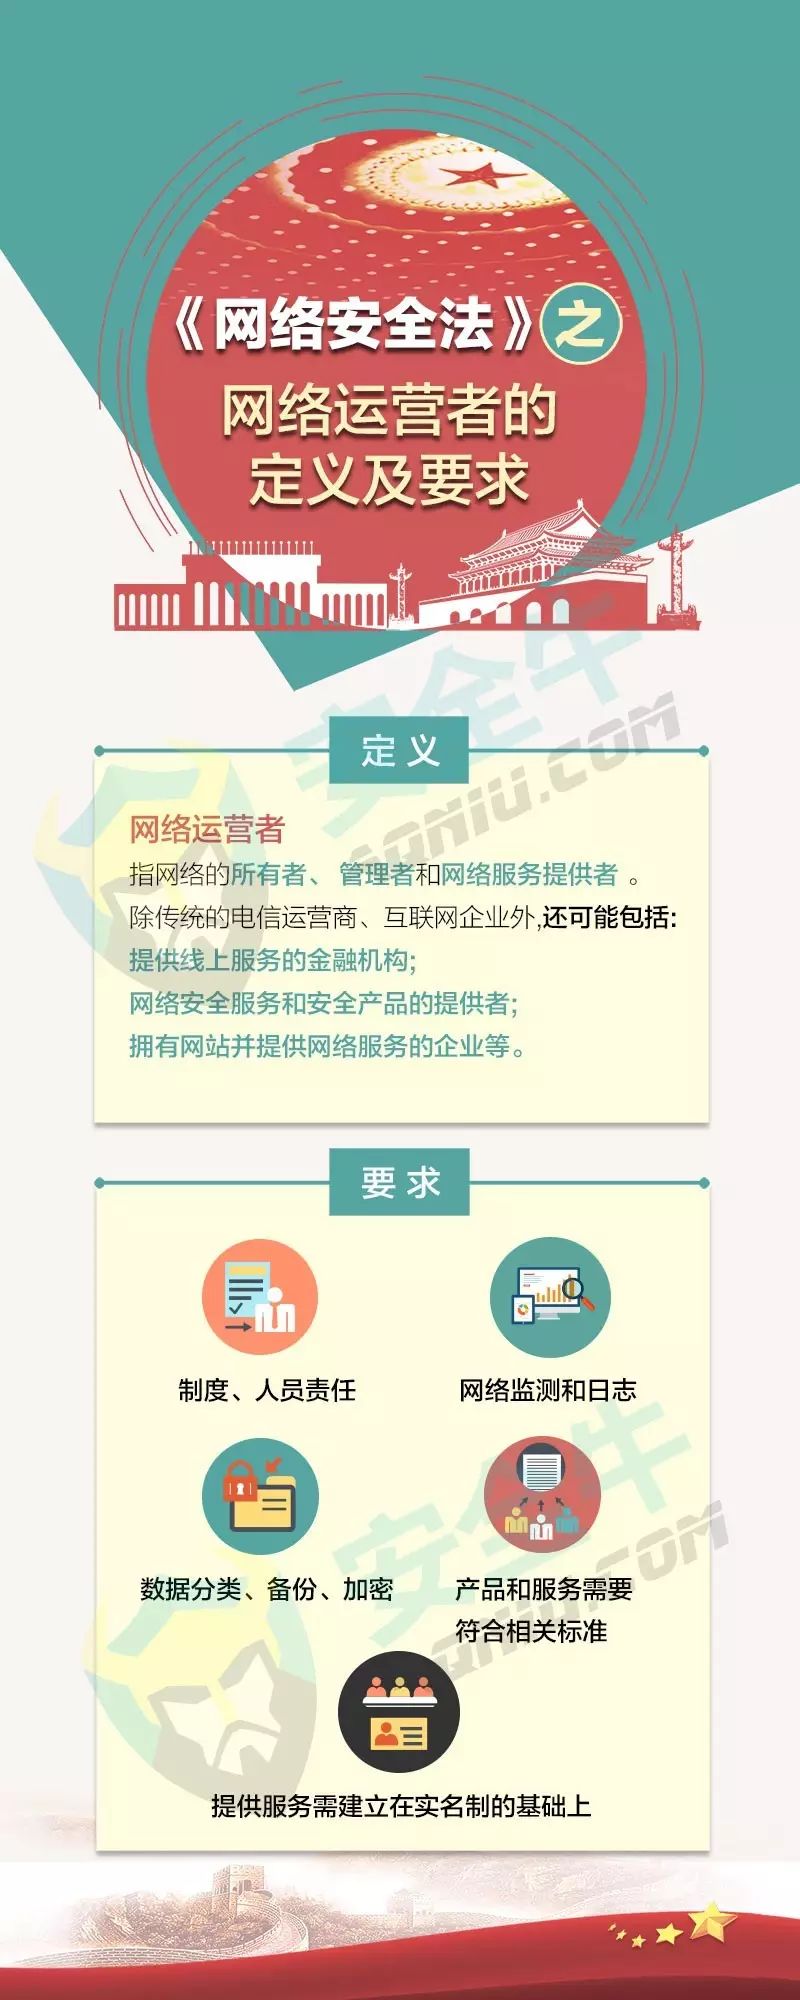 《网络安全法》之
网络运营者的
定义及要求
安全牛
AQNIU.COM
定义
网络运营者
指网络的所有者、管理者和网络服务提供者。
除传统的电信运营商、互联网企业外,还可能包括:
提供线上服务的金融机构;
网络安全服务和安全产品的提供者;
拥有网站并提供网络服务的企业等。
要求
制度、人员责任
网络监测和日志
安全牛
AQNIU.COM
数据分类、备份、加密
产品和服务需要
符合相关标准
提供服务需建立在实名制的基础上